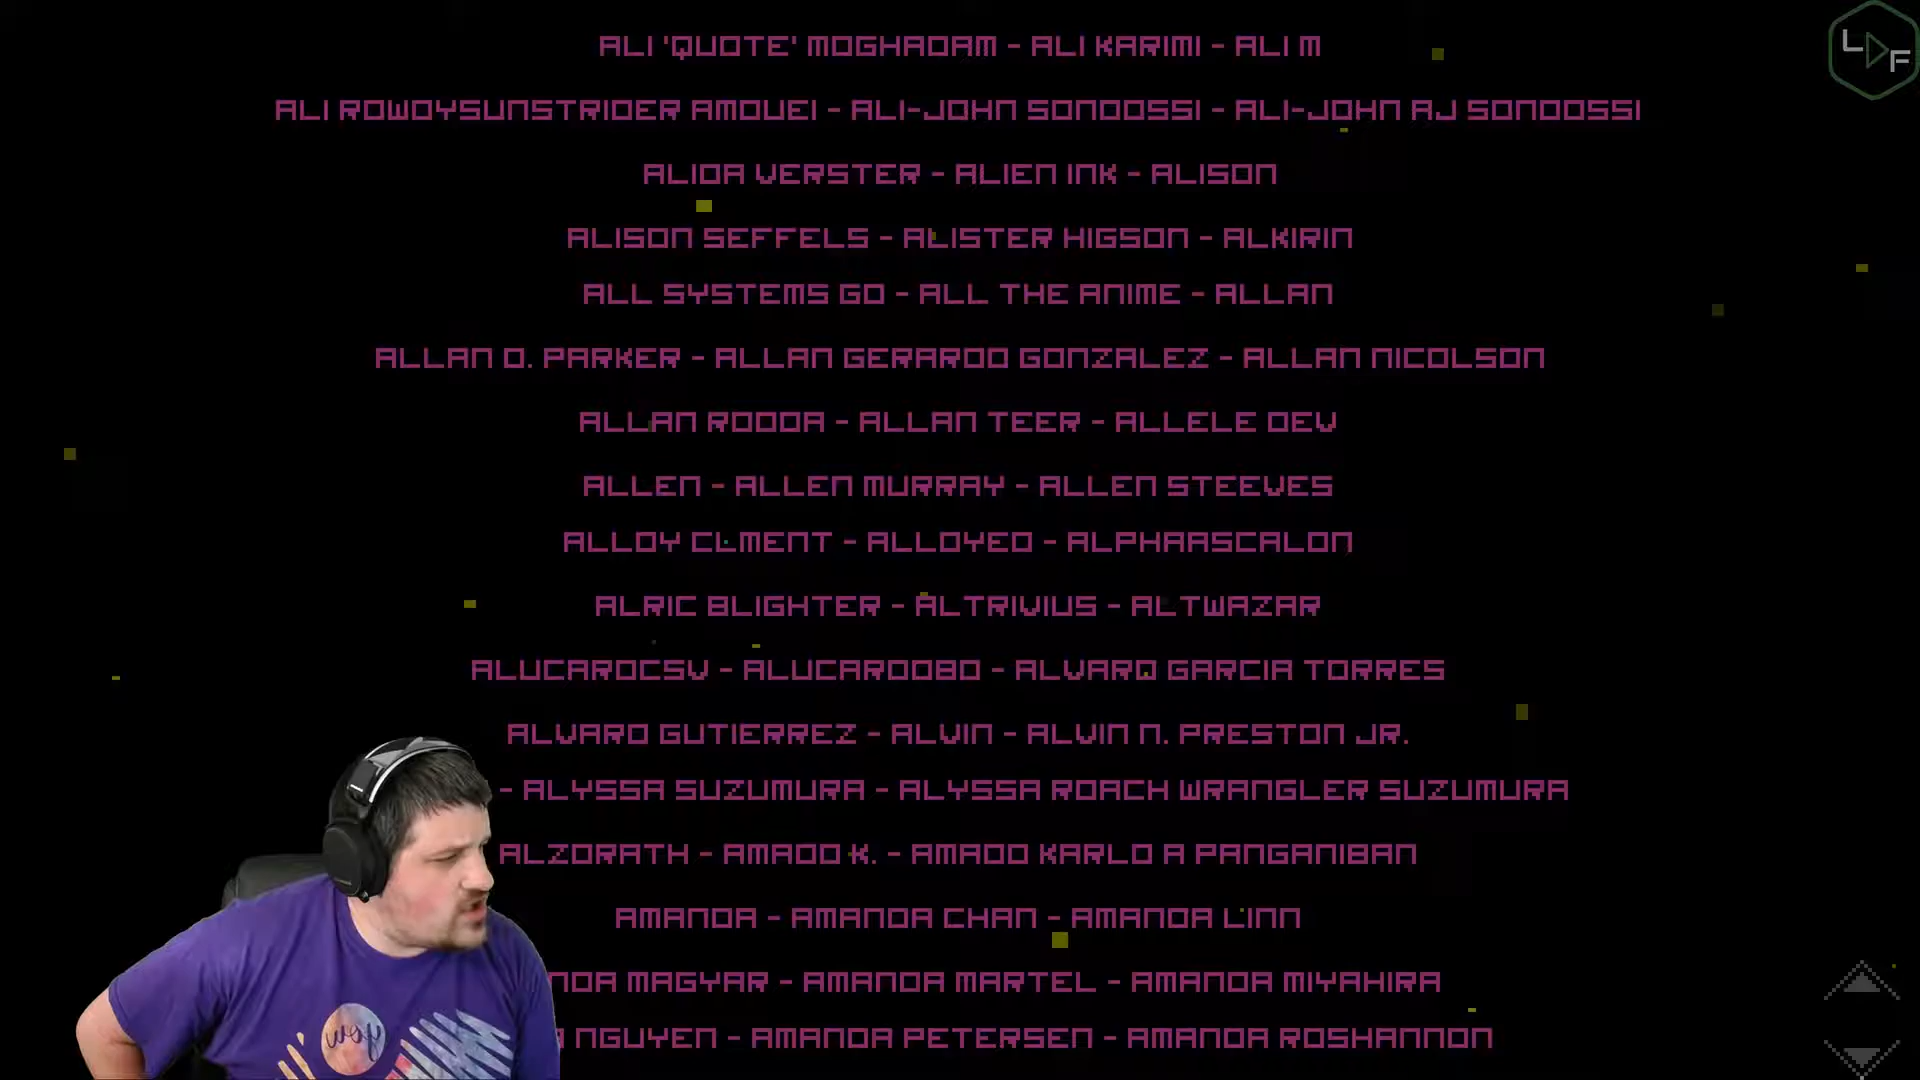 L F
ALI 'QUOTE' MOGHADAM - ALI KARIMI - ALI M
ALI ROWDYSUNSTRIDER AMOUEI - ALI-JOHN SONDOSSI - ALI-JOHN AJ SONDOSSI
ALIDA VERSTER - ALIEN INK - ALISON
ALISON SEFFELS - ALISTER HIGSON - ALKIRIN
ALL SYSTEMS GO - ALL THE ANIME - ALLAN
ALLAN D. PARKER - ALLAN GERARDO GONZALEZ - ALLAN NICOLSON
ALLAN RODDA - ALLAN TEER - ALLELE DEV
ALLEN - ALLEN MURRAY - ALLEN STEEVES
ALLOY CLMENT - ALLOYED - ALPHAASCALON
ALRIC BLIGHTER - ALTRIVIUS - ALTWAZAR
ALUCARDCSV - ALUCARDO80 - ALVARO GARCIA TORRES
ALVARO GUTIERREZ - ALVIN - ALVIN N. PRESTON JR.
- ALYSSA SUZUMURA - ALYSSA ROACH WRANGLER SUZUMURA
ALZORATH - AMADO K. - AMADO KARLO A PANGANIBAN
AMANDA - AMANDA CHAN - AMANDA LINN
NDA MAGYAR - AMANDA MARTEL - AMANDA MIYAHIRA
NGUYEN - AMANDA PETERSEN - AMANDA ROSHANNON